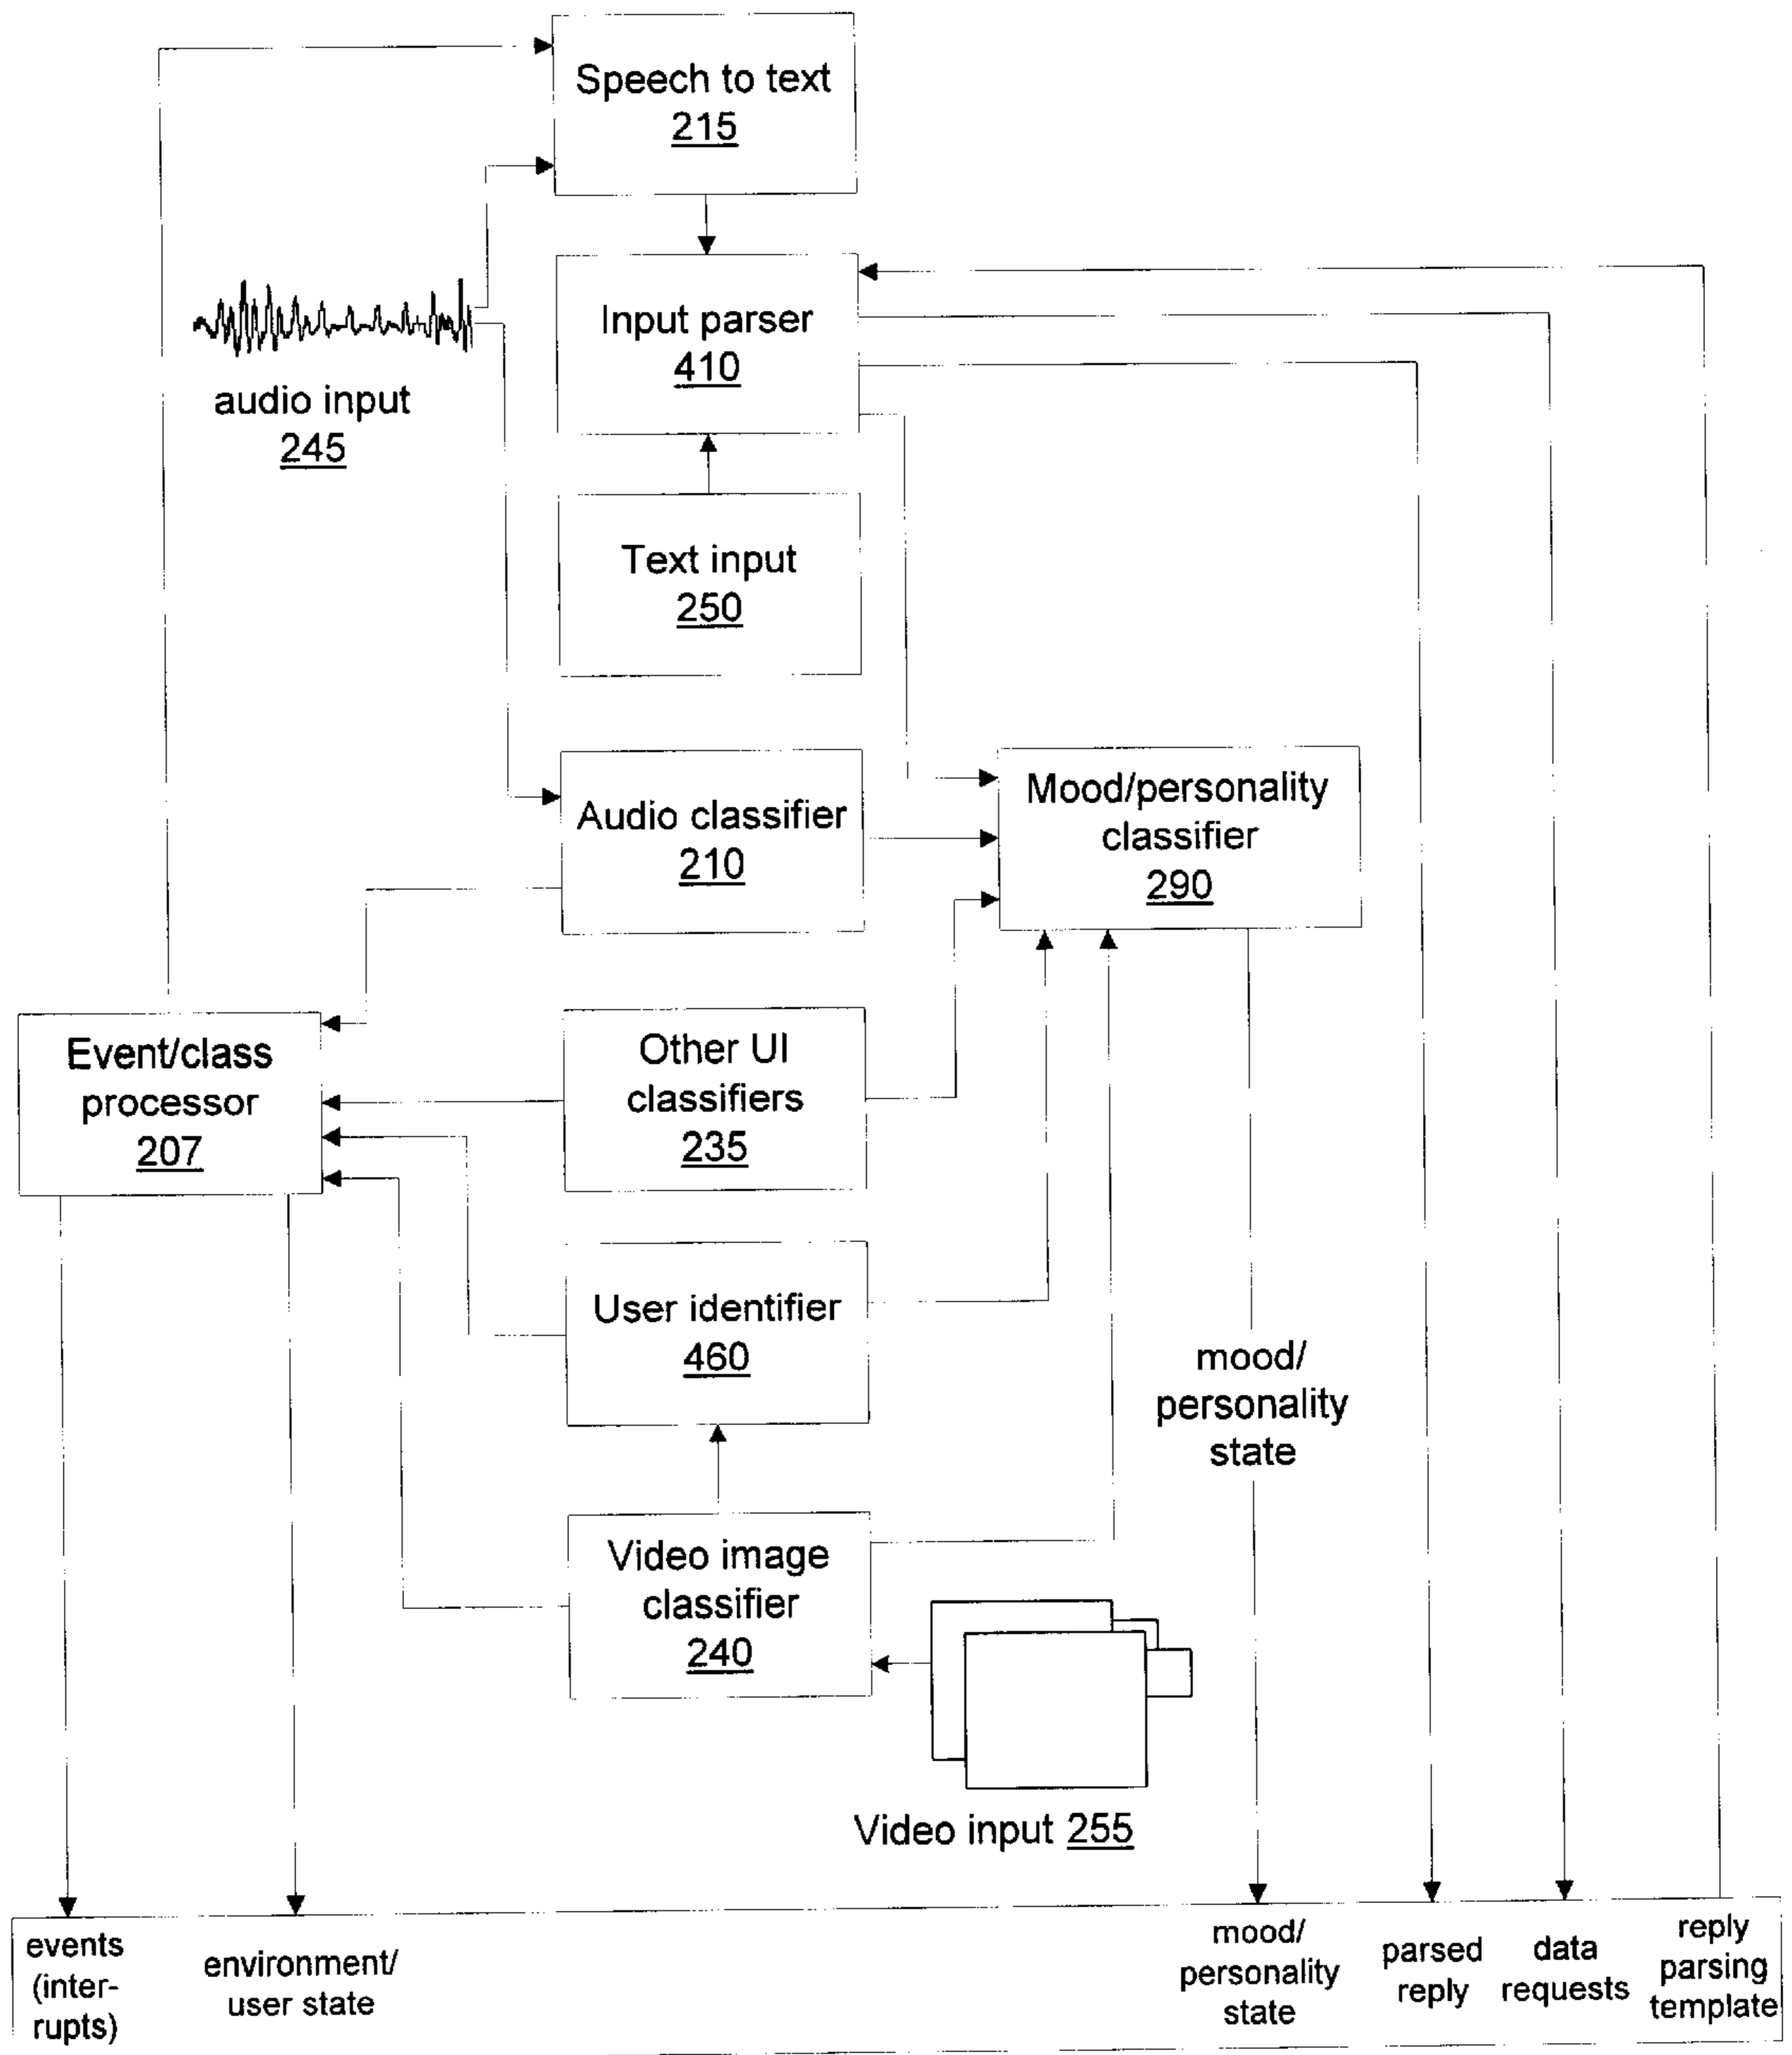 Speech to text
215
Input parser
410
audio input
245
Text input
250
Audio classifier
210
Mood/personality
classifier
290
Event/class
processor
207
Other UI
classifiers
235
User identifier
460
mood/
personality
state
Video image
classifier
240
Video input 255
events
(inter-
rupts)
environment/
user state
mood/
personality
state
parsed
reply
data
requests
reply
parsing
template